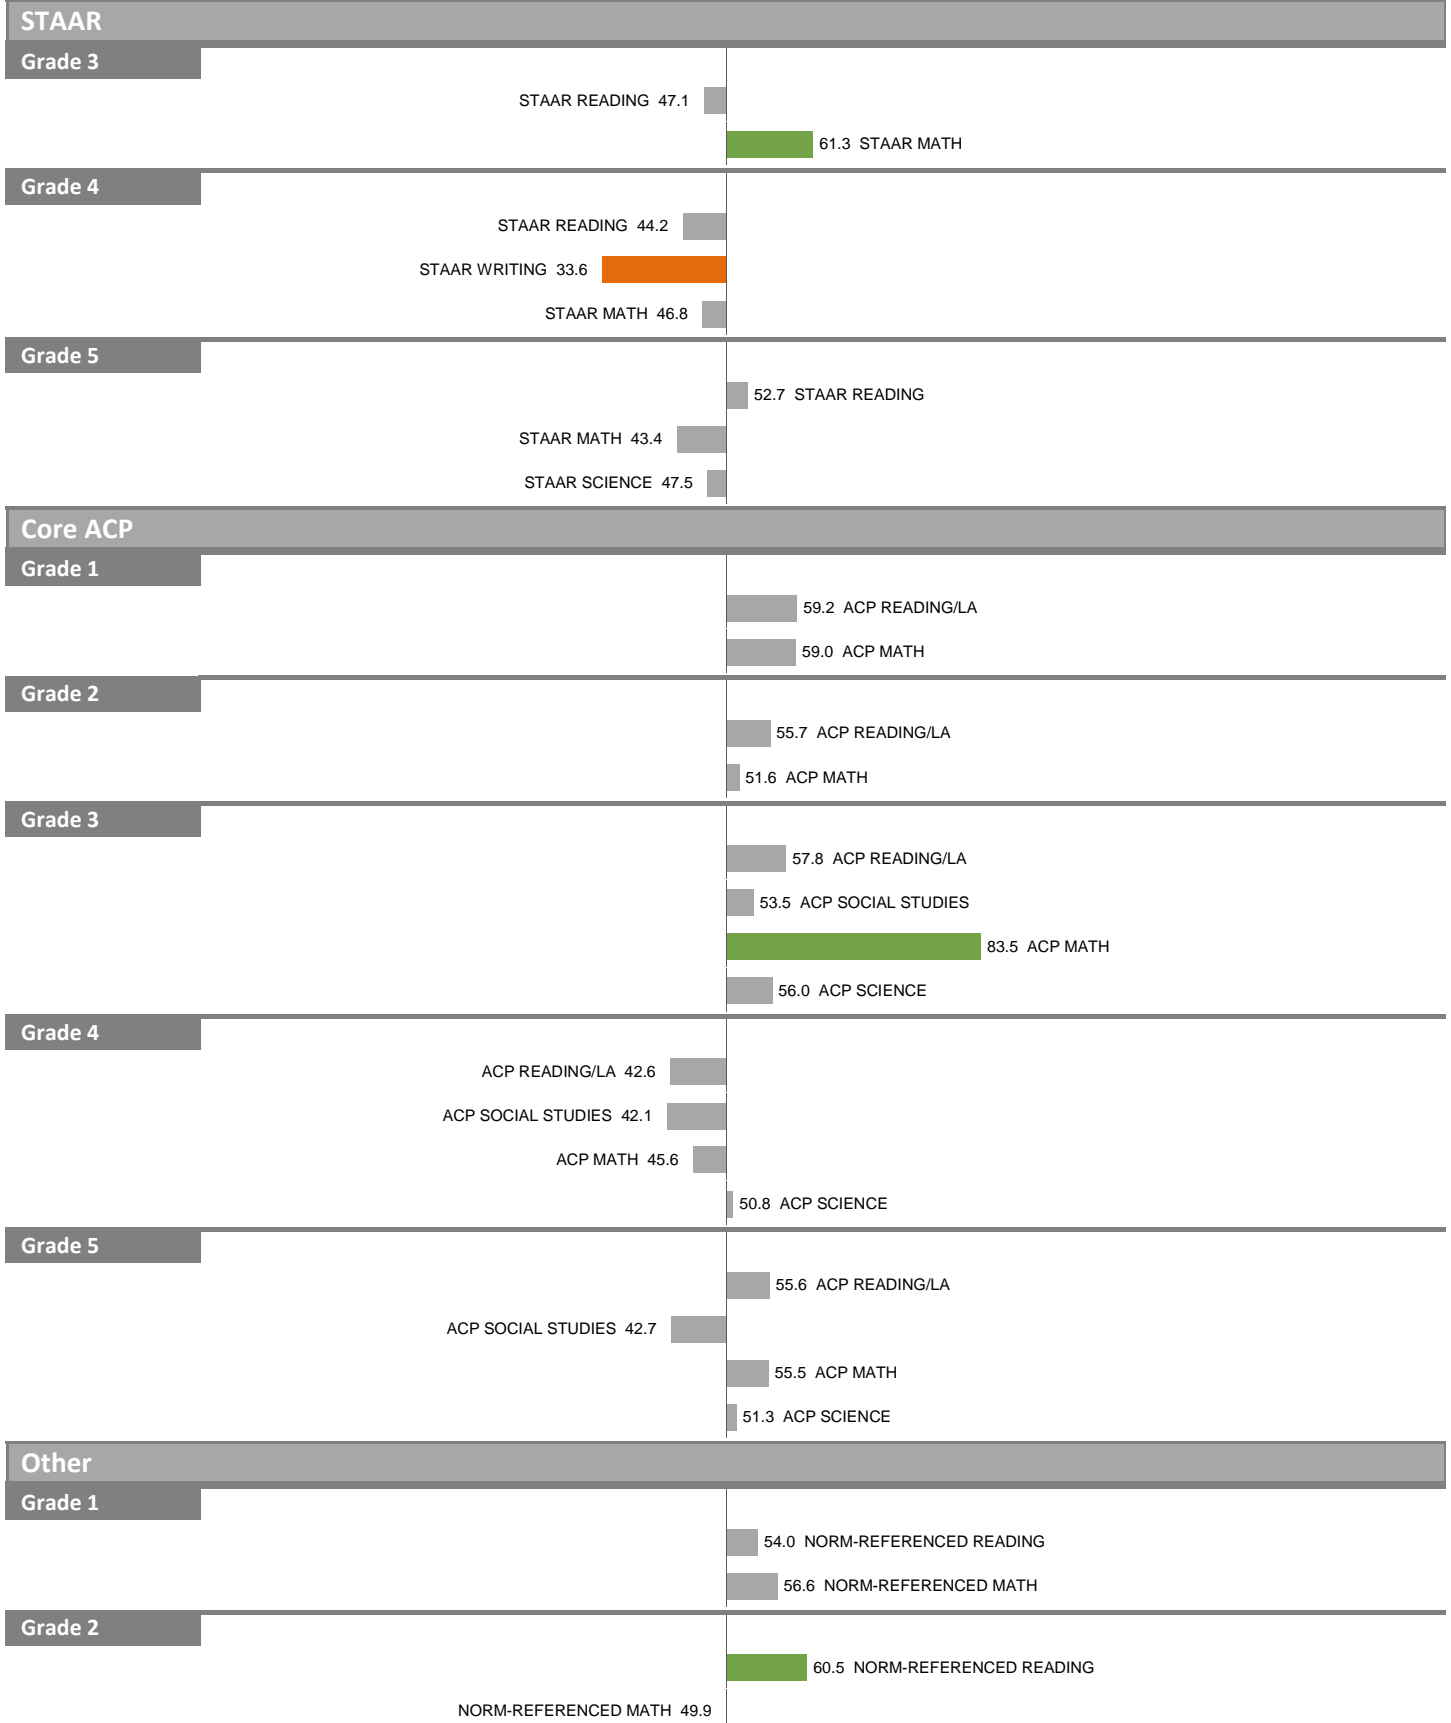 STAAR
Grade 3
STAAR READING 47.1
61.3 STAAR MATH
Grade 4
STAAR READING 44.2
STAAR WRITING 33.6
STAAR MATH 46.8
Grade 5
52.7 STAAR READING
STAAR MATH 43.4
STAAR SCIENCE 47.5
Core ACP
Grade 1
59.2 ACP READING/LA
59.0 ACP MATH
Grade 2
55.7 ACP READING/LA
51.6 ACP MATH
Grade 3
57.8 ACP READING/LA
53.5 ACP SOCIAL STUDIES
83.5 ACP MATH
56.0 ACP SCIENCE
Grade 4
ACP READING/LA 42.6
ACP SOCIAL STUDIES 42.1
ACP MATH 45.6
50.8 ACP SCIENCE
Grade 5
55.6 ACP READING/LA
ACP SOCIAL STUDIES 42.7
55.5 ACP MATH
51.3 ACP SCIENCE
Other
Grade 1
54.0 NORM-REFERENCED READING
56.6 NORM-REFERENCED MATH
Grade 2
60.5 NORM-REFERENCED READING
NORM-REFERENCED MATH 49.9